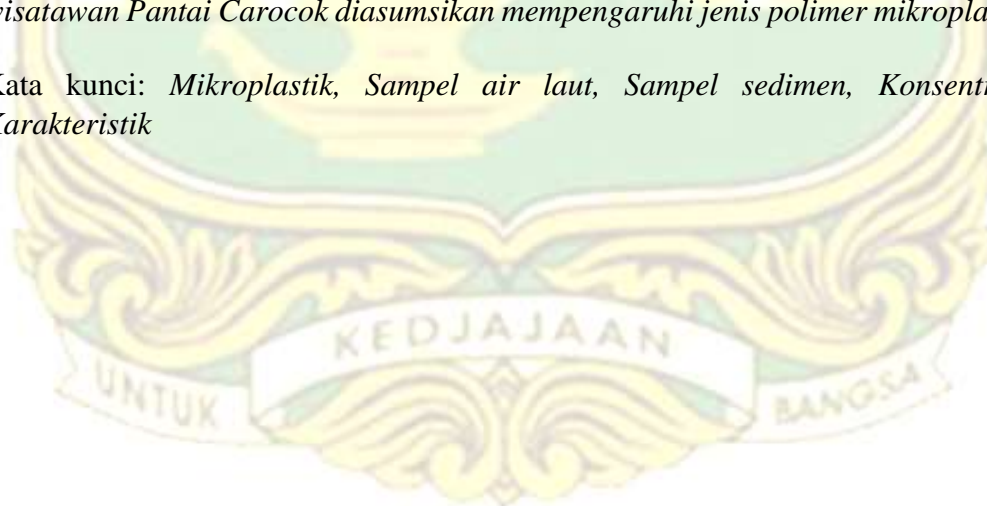 wisatawan Pantai Carocok diasumsikan mempengaruhi jenis polimer mikropla
Kata kunci: Mikroplastik, Sampel air laut, Sampel sedimen, Konsent
Karakteristik
KEDJAJAAN
UNTUK
BANGSA